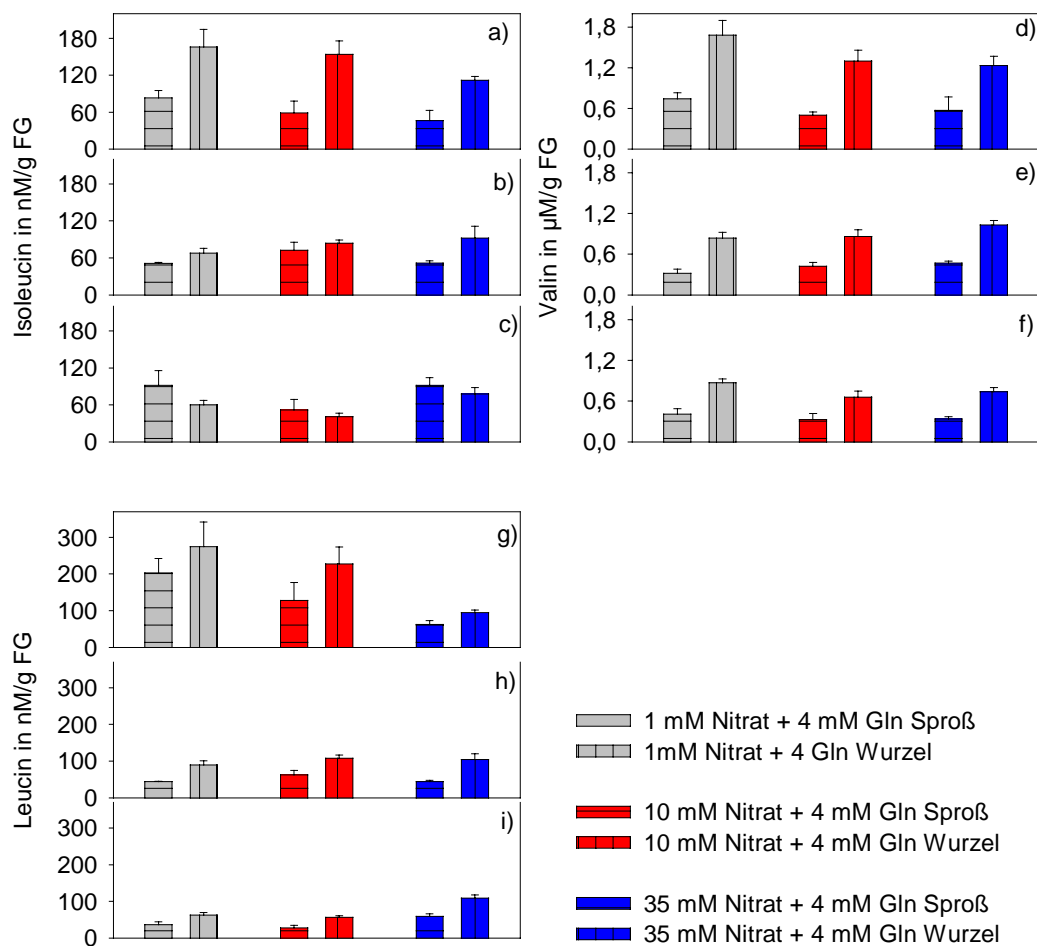 Isoleucin in nM/g FG
180
120
60
0
a)
180
120
60
0
b)
180
120
60
0
c)
Valin in µM/g FG
1,8
1,2
0,6
0,0
d)
1,8
1,2
0,6
0,0
e)
1,8
1,2
0,6
0,0
f)
Leucin in nM/g FG
300
200
100
0
g)
300
200
100
0
h)
300
200
100
0
i)
1 mM Nitrat + 4 mM Gln Sproß
1mM Nitrat + 4 Gln Wurzel
10 mM Nitrat + 4 mM Gln Sproß
10 mM Nitrat + 4 mM Gln Wurzel
35 mM Nitrat + 4 mM Gln Sproß
35 mM Nitrat + 4 mM Gln Wurzel